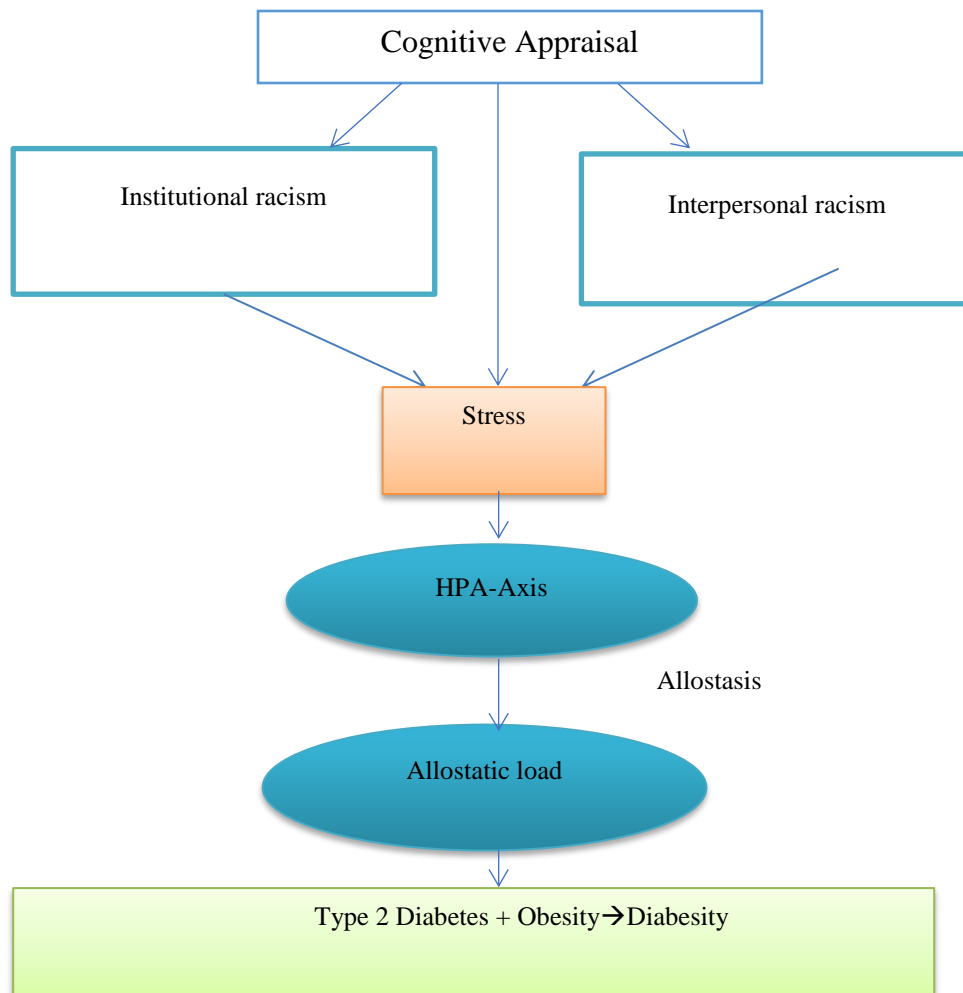 Cognitive Appraisal
Institutional racism
Interpersonal racism
Stress
HPA-Axis
Allostasis
Allostatic load
Type 2 Diabetes + Obesity→Diabesity